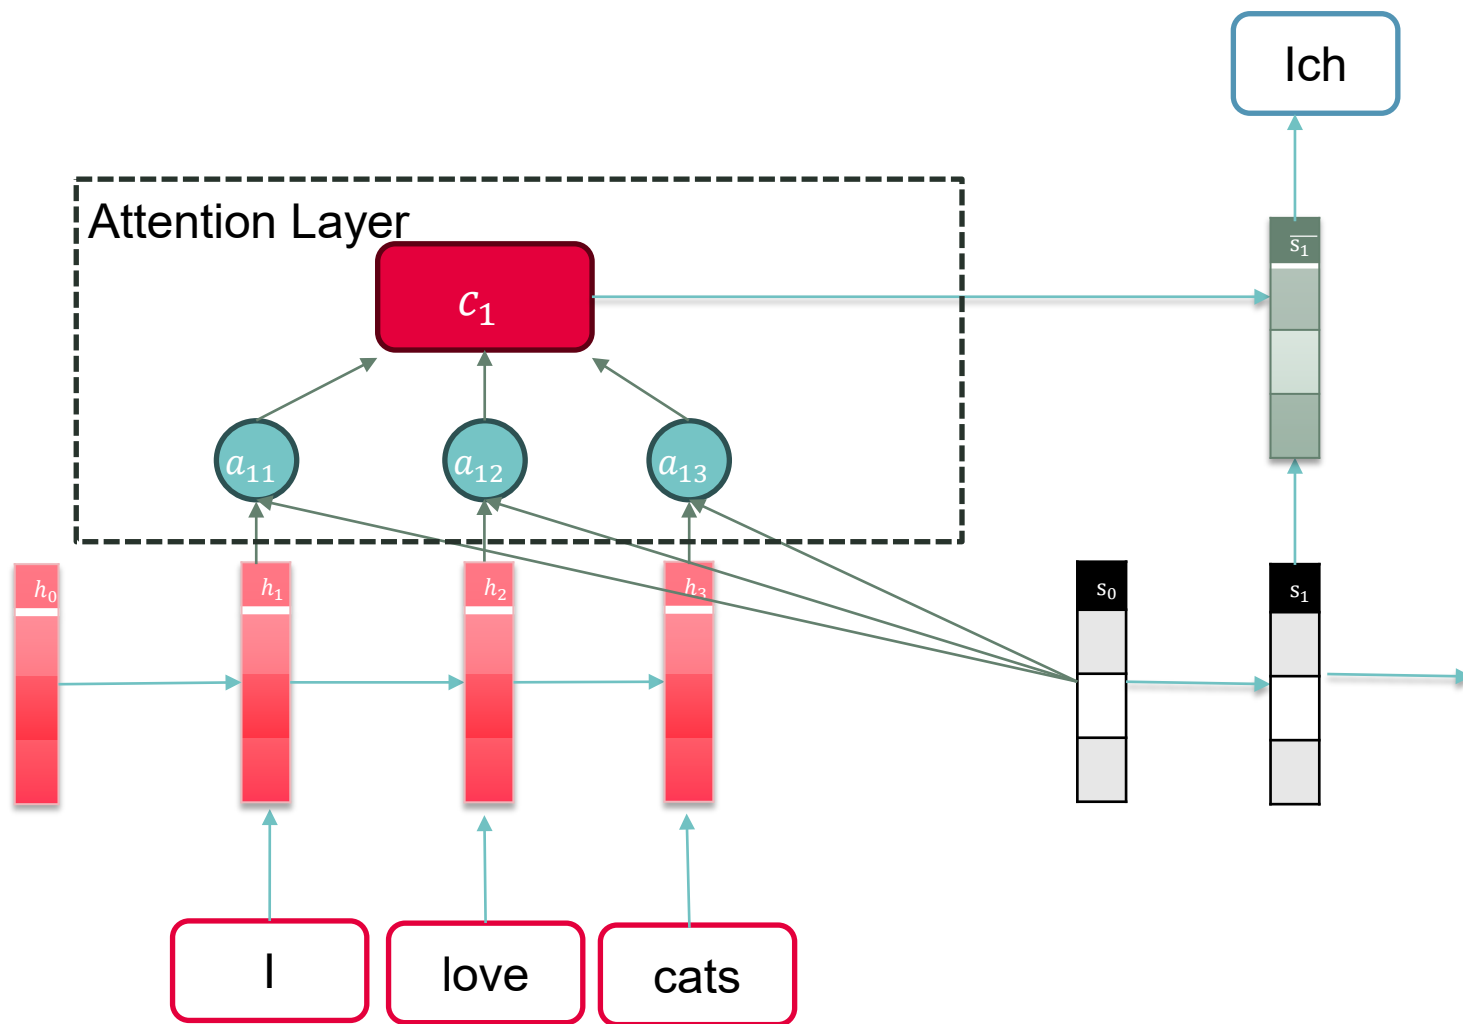 Ich
Attention Layer
s̅₁
c₁
a₁₁ a₁₂ a₁₃
h₀ h₁ h₂ h₃ s₀ s₁
I love cats